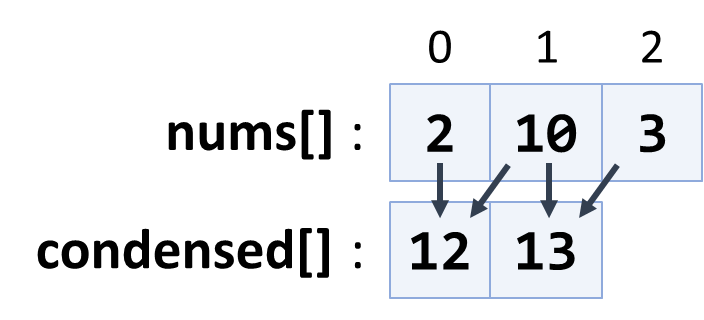 0 1 2
nums[] : 2 10 3
condensed[] : 12 13